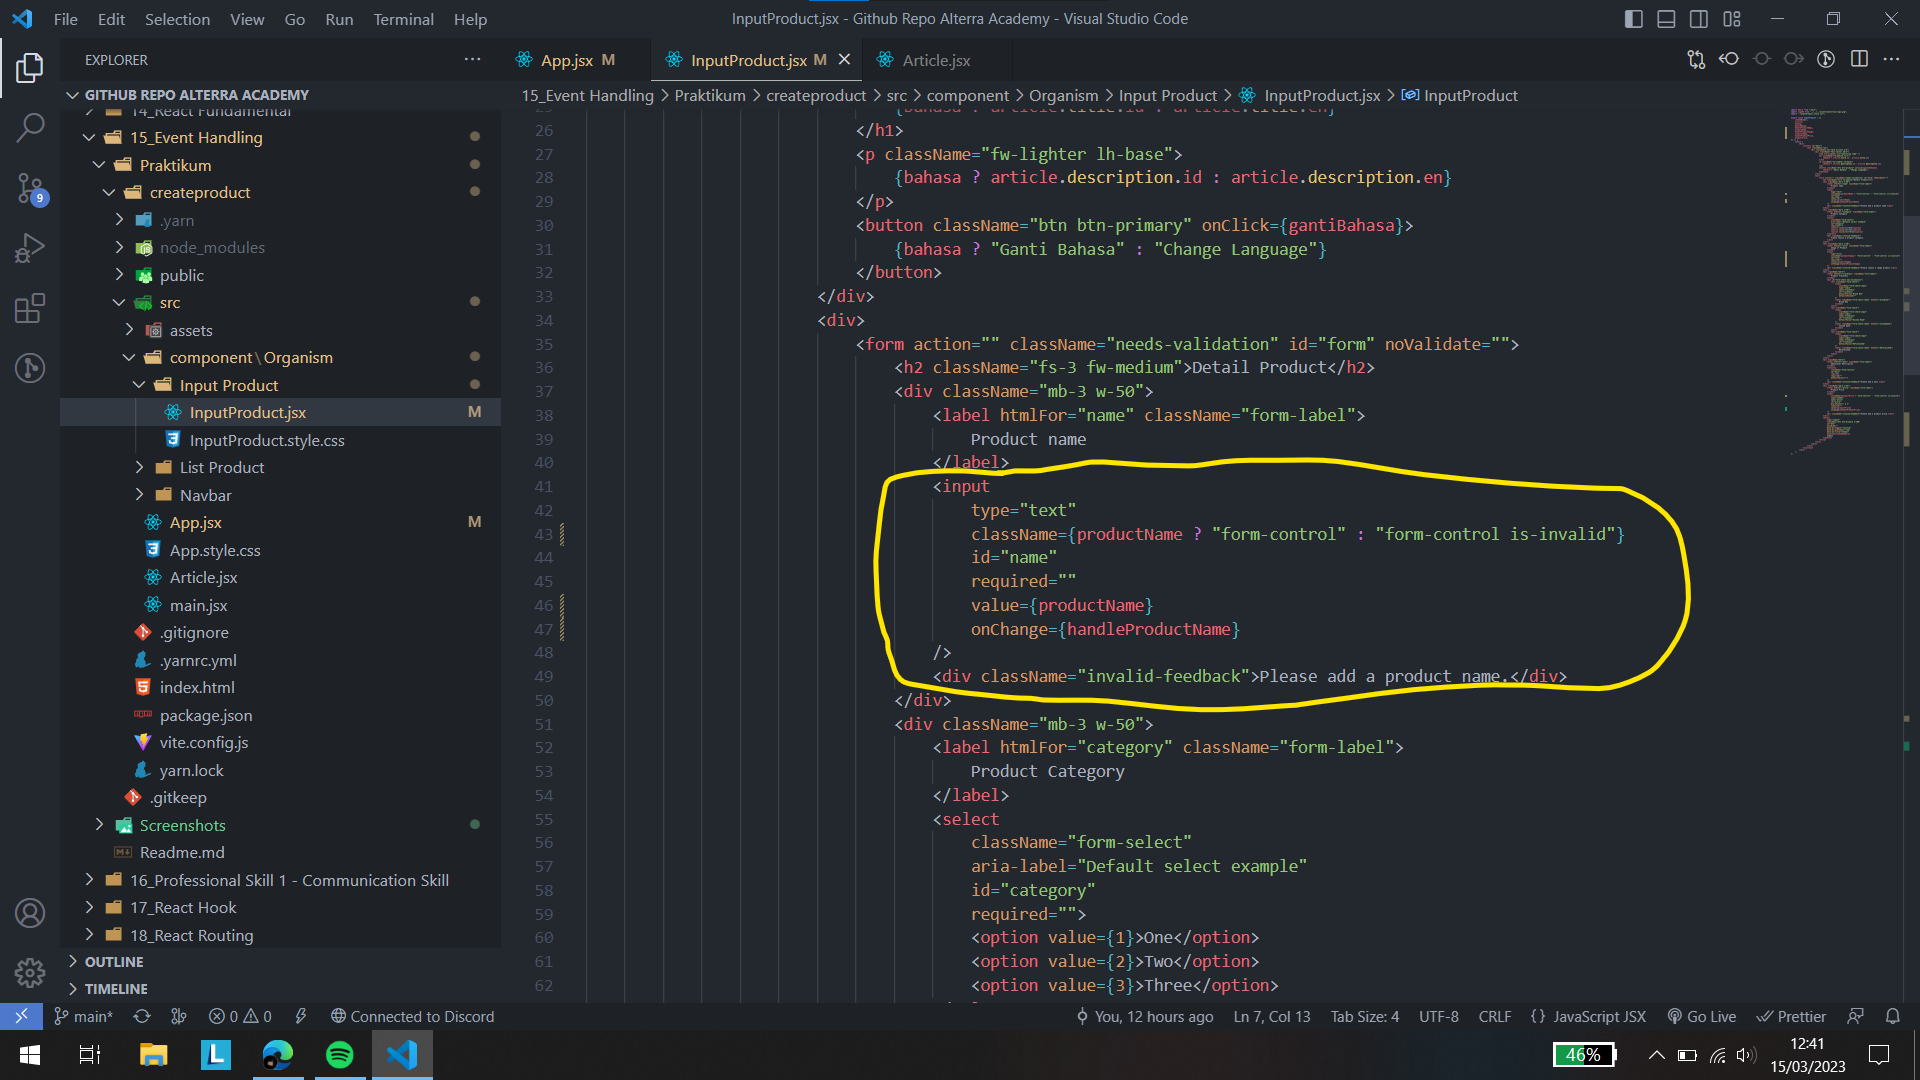 File Edit Selection View Go Run Terminal Help
InputProduct.jsx - Github Repo Alterra Academy - Visual Studio Code
EXPLORER
GITHUB REPO ALTERRA ACADEMY
14_React Fundamental
15_Event Handling
Praktikum
createproduct
.yarn
node_modules
public
src
assets
component\Organism
Input Product
InputProduct.jsx M
InputProduct.style.css
List Product
Navbar
App.jsx M
App.style.css
Article.jsx
main.jsx
.gitignore
.yarnrc.yml
index.html
package.json
vite.config.js
yarn.lock
.gitkeep
Screenshots
Readme.md
16_Professional Skill 1 - Communication Skill
17_React Hook
18_React Routing
OUTLINE
TIMELINE
9
App.jsx M
InputProduct.jsx M
Article.jsx
15_Event Handling > Praktikum > createproduct > src > component > Organism > Input Product > InputProduct.jsx > InputProduct
25 {bahasa ? article.title.id : article.title.en}
26 </h1>
27 <p className="fw-lighter lh-base">
28 {bahasa ? article.description.id : article.description.en}
29 </p>
30 <button className="btn btn-primary" onClick={gantiBahasa}>
31 {bahasa ? "Ganti Bahasa" : "Change Language"}
32 </button>
33 </div>
34 <div>
35 <form action="" className="needs-validation" id="form" noValidate="">
36 <h2 className="fs-3 fw-medium">Detail Product</h2>
37 <div className="mb-3 w-50">
38 <label htmlFor="name" className="form-label">
39 Product name
40 </label>
41 <input
42 type="text"
43 className={productName ? "form-control" : "form-control is-invalid"}
44 id="name"
45 required=""
46 value={productName}
47 onChange={handleProductName}
48 />
49 <div className="invalid-feedback">Please add a product name.</div>
50 </div>
51 <div className="mb-3 w-50">
52 <label htmlFor="category" className="form-label">
53 Product Category
54 </label>
55 <select
56 className="form-select"
57 aria-label="Default select example"
58 id="category"
59 required="">
60 <option value={1}>One</option>
61 <option value={2}>Two</option>
62 <option value={3}>Three</option>
main* 0 0 Connected to Discord
You, 12 hours ago Ln 7, Col 13 Tab Size: 4 UTF-8 CRLF {} JavaScript JSX Go Live Prettier
L
46%
12:41
15/03/2023